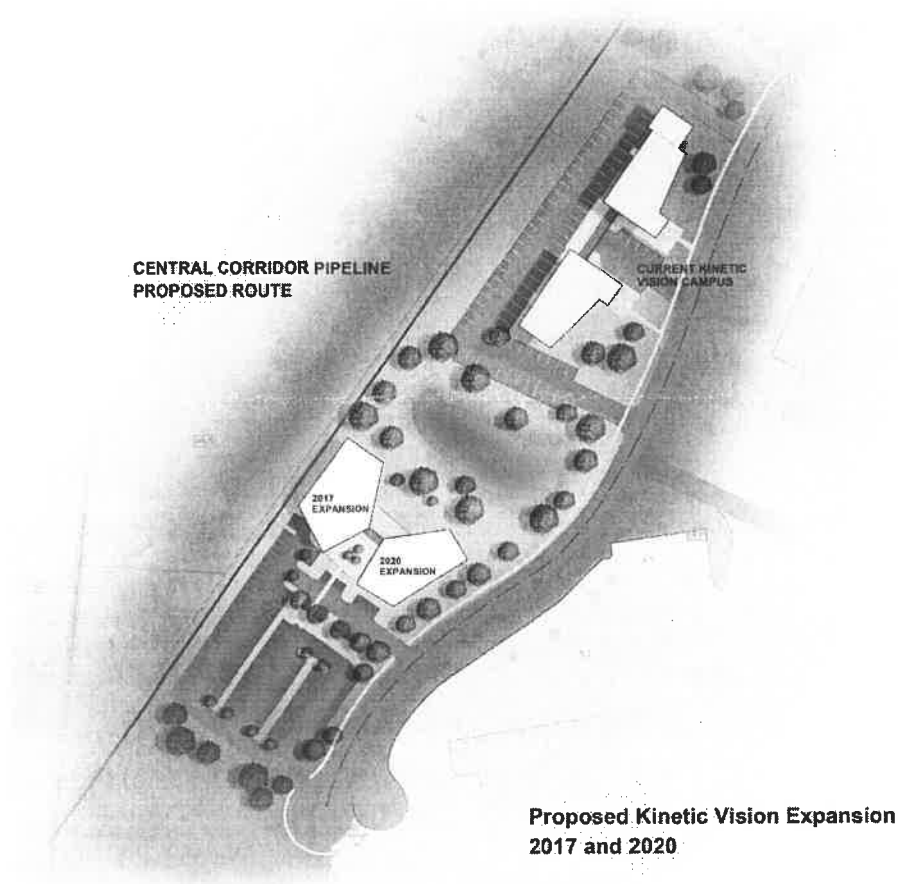 CENTRAL CORRIDOR PIPELINE
PROPOSED ROUTE
CURRENT KINETIC
VISION CAMPUS
2017
EXPANSION
2020
EXPANSION
Proposed Kinetic Vision Expansion
2017 and 2020